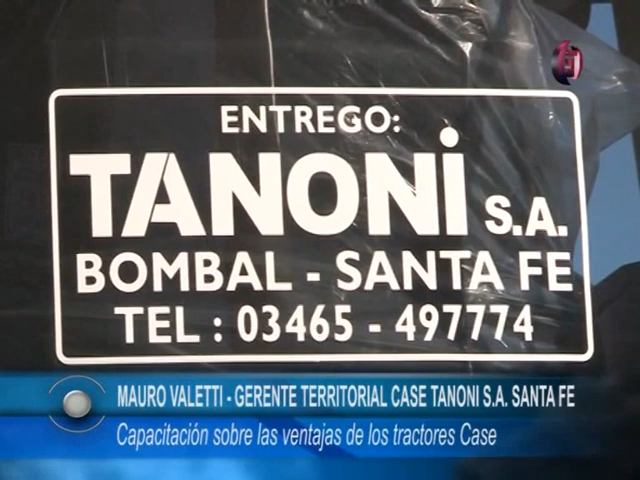 ENTREGO:
TANONi S.A.
BOMBAL - SANTA FE
TEL : 03465 - 497774
MAURO VALETTI - GERENTE TERRITORIAL CASE TANONI S.A. SANTA FE
Capacitación sobre las ventajas de los tractores Case